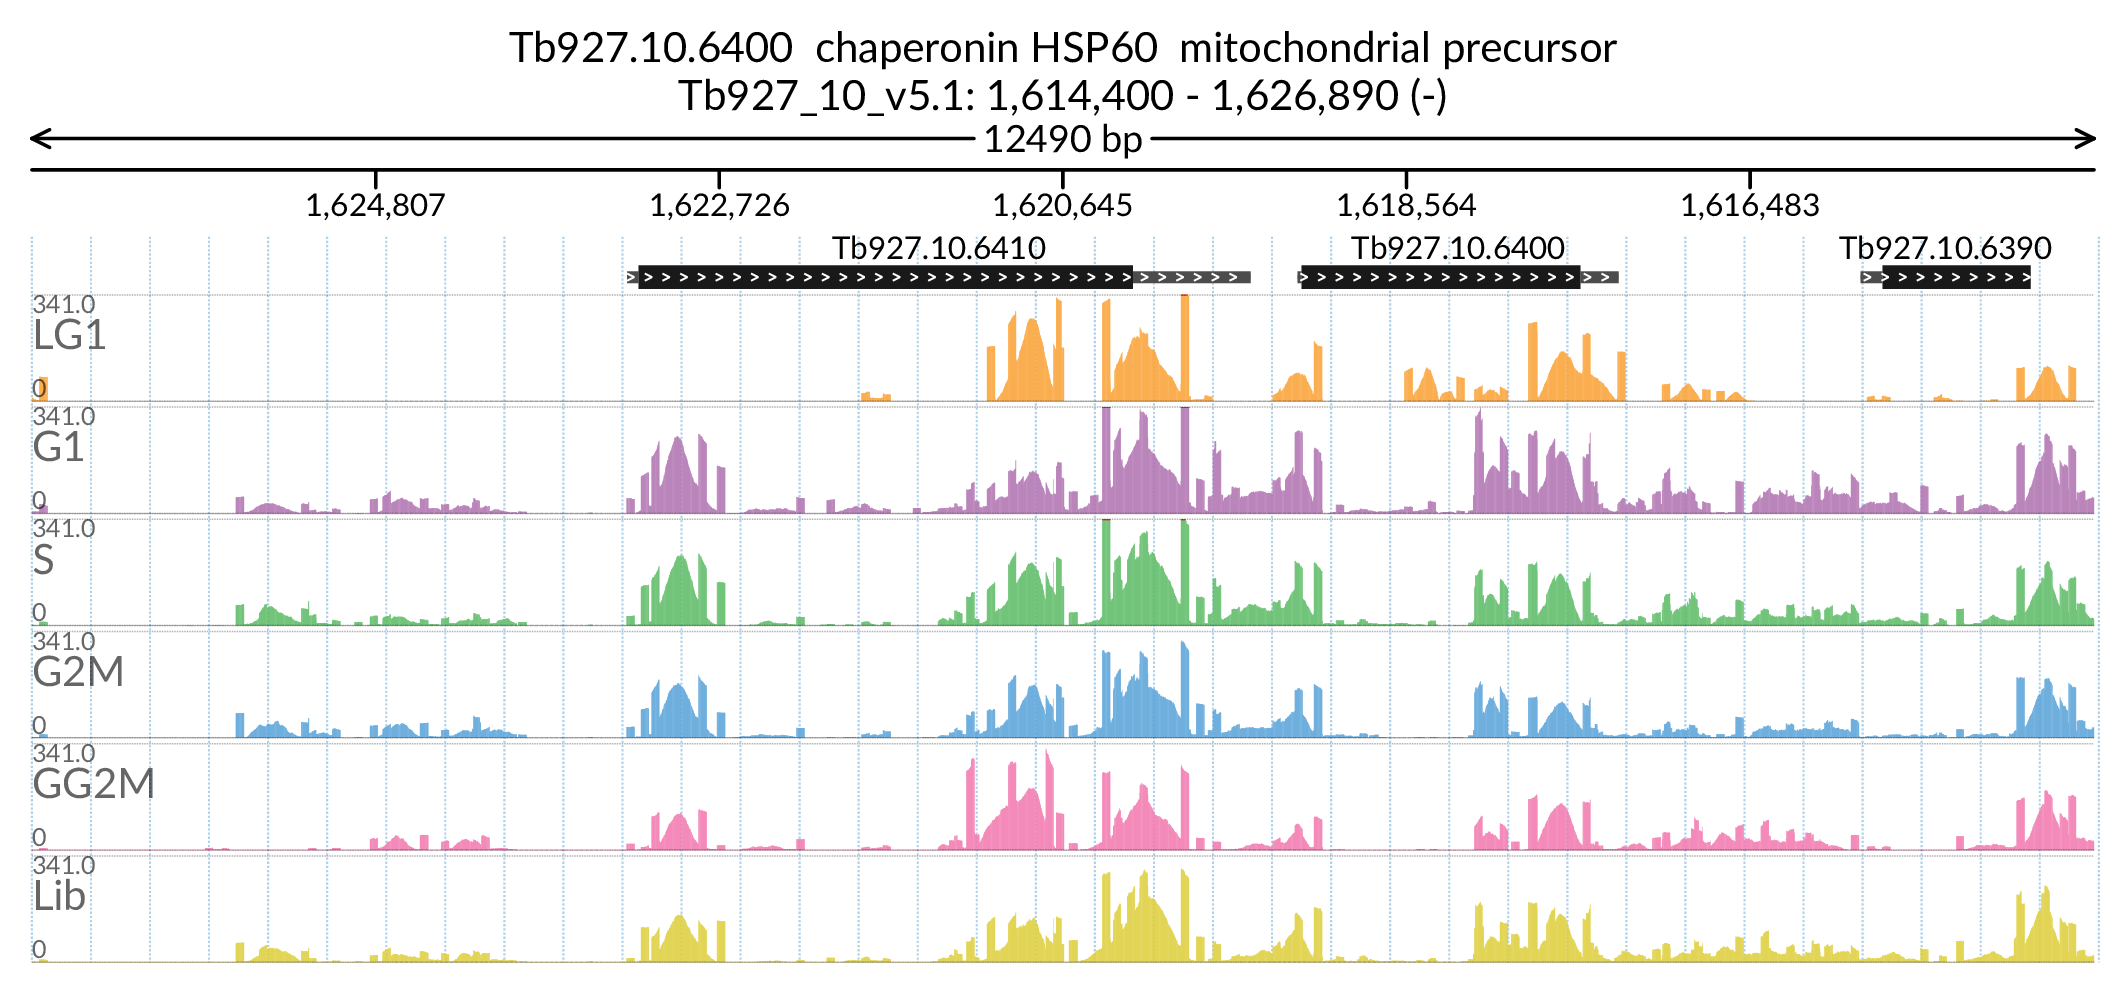 Tb927.10.6400  chaperonin HSP60  mitochondrial precursor
Tb927_10_v5.1: 1,614,400 - 1,626,890 (-)
12490 bp
1,624,807 1,622,726 1,620,645 1,618,564 1,616,483
Tb927.10.6410 Tb927.10.6400 Tb927.10.6390
341.0
LG1
0
341.0
G1
0
341.0
S
0
341.0
G2M
0
341.0
GG2M
0
341.0
Lib
0